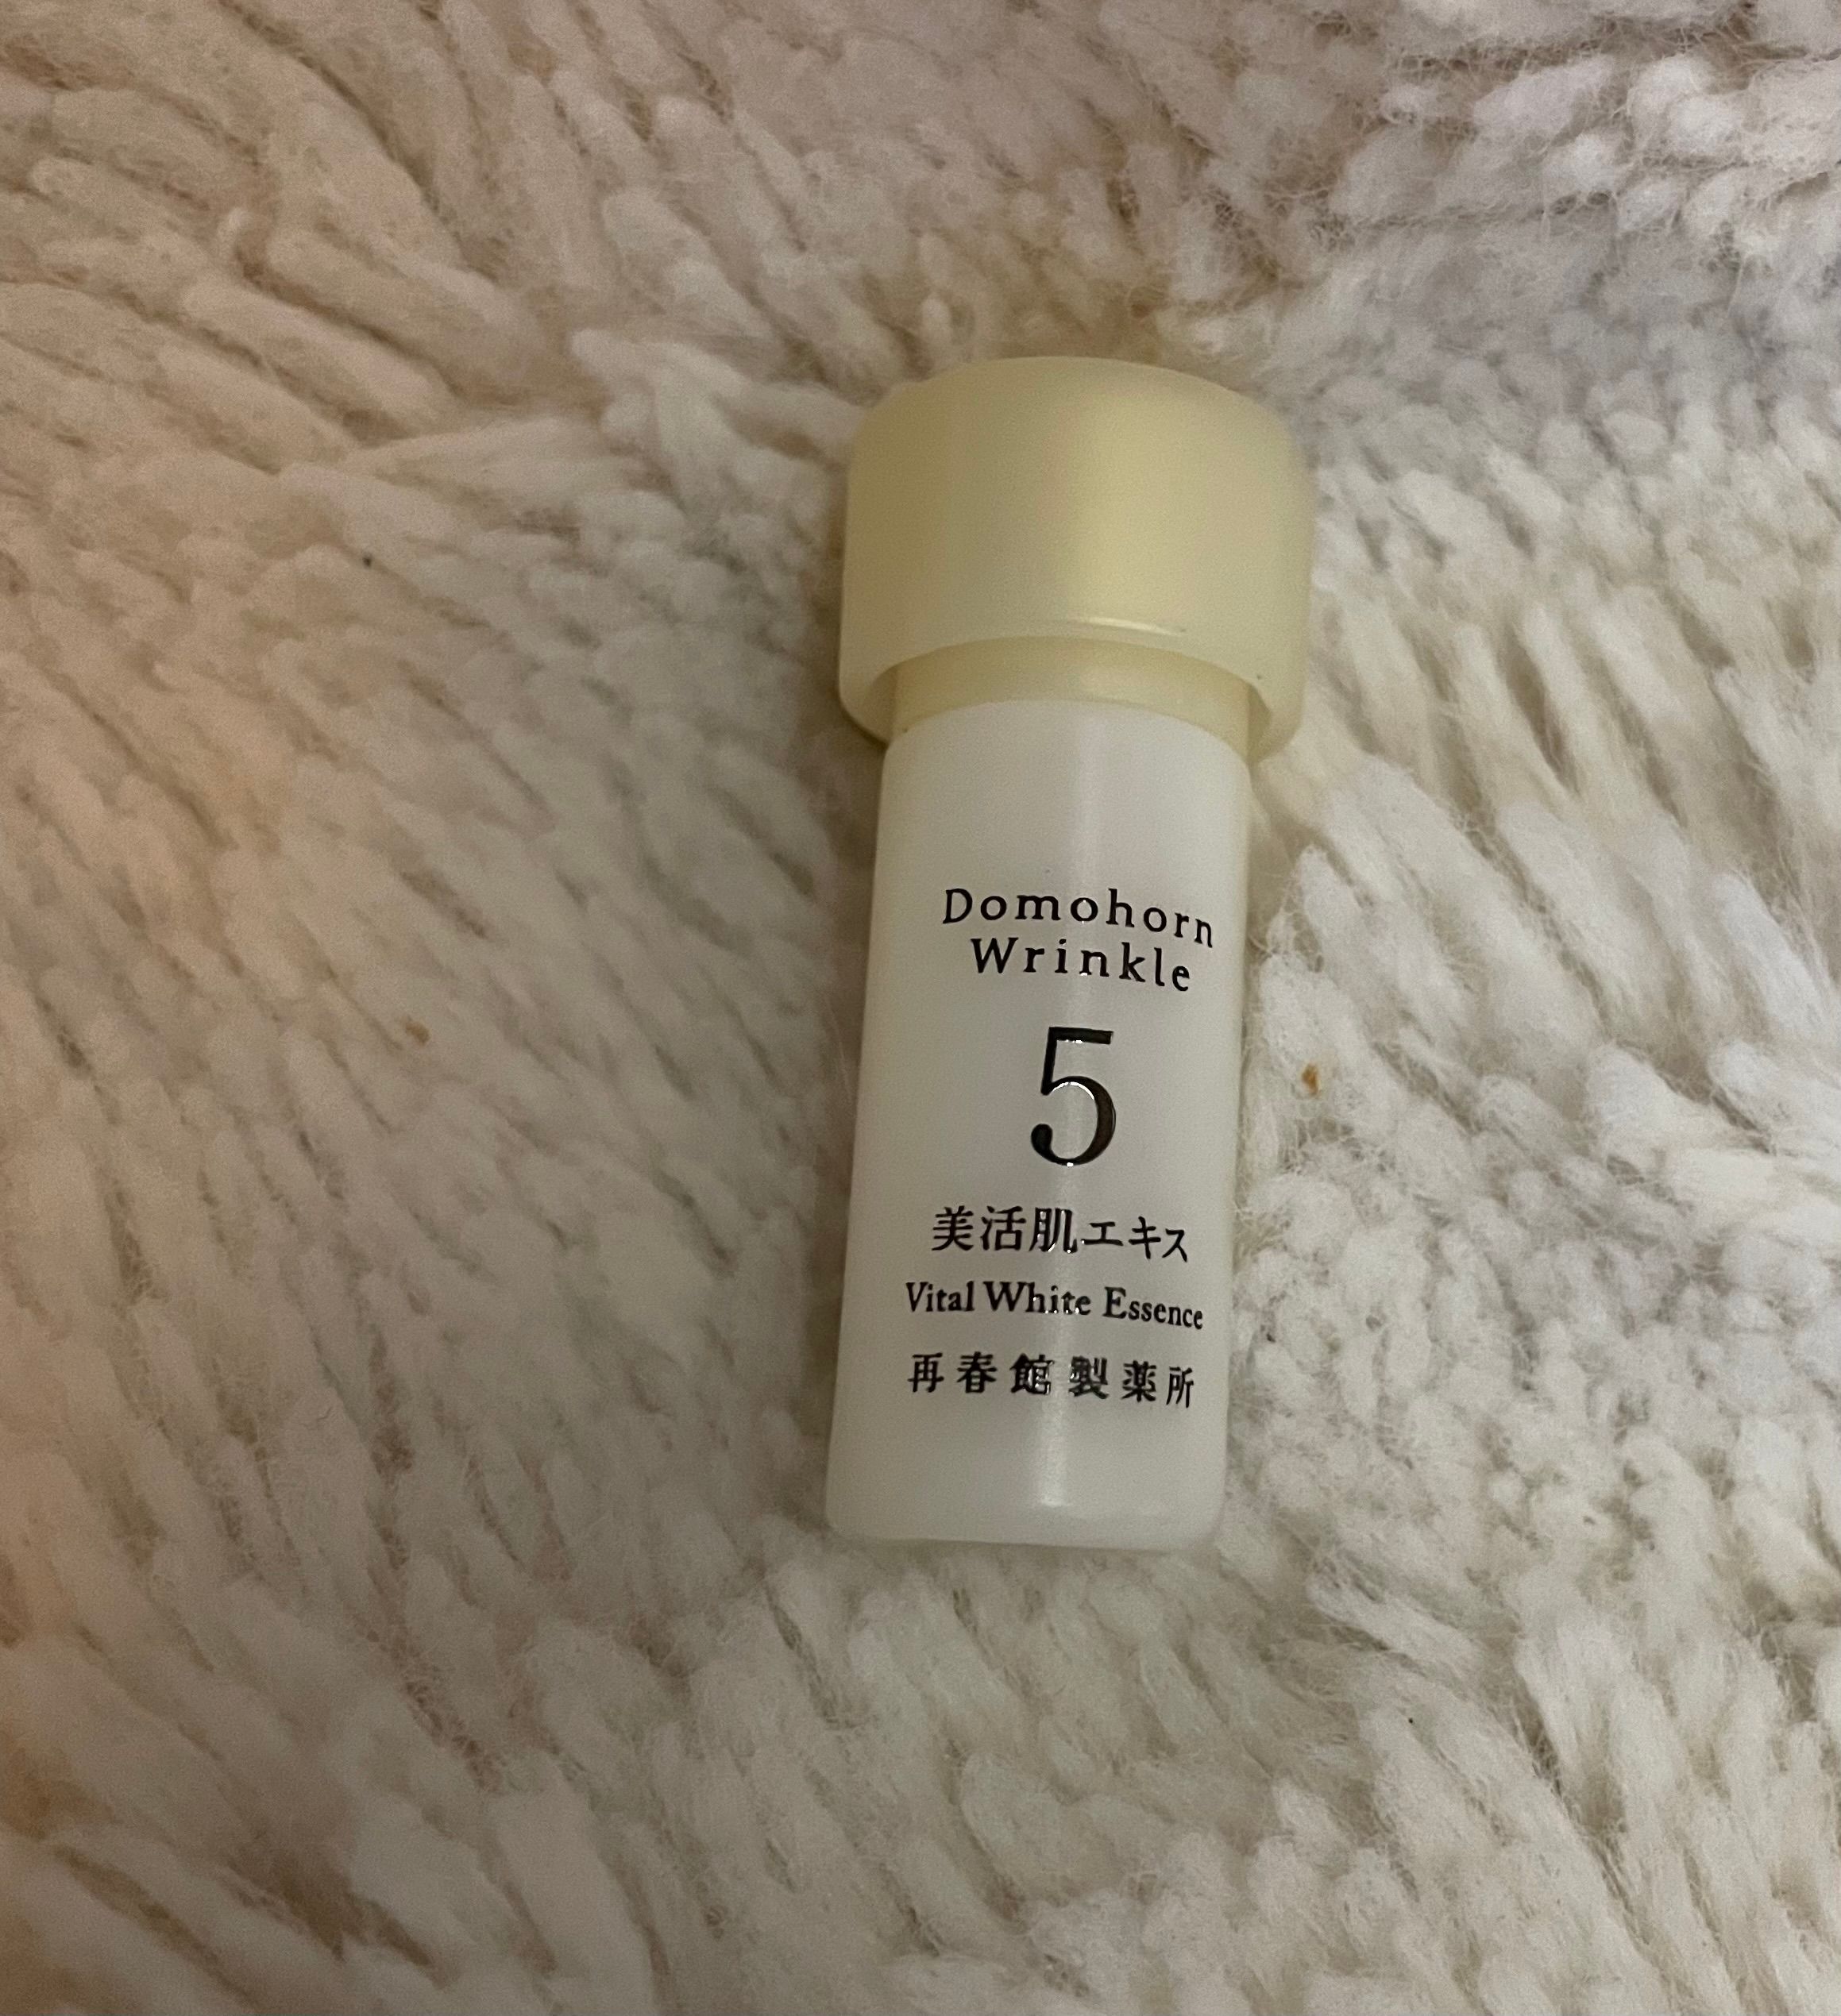 Domohorn
Wrinkle
5
美活肌エキス
Vital White Essence
再春館製薬所